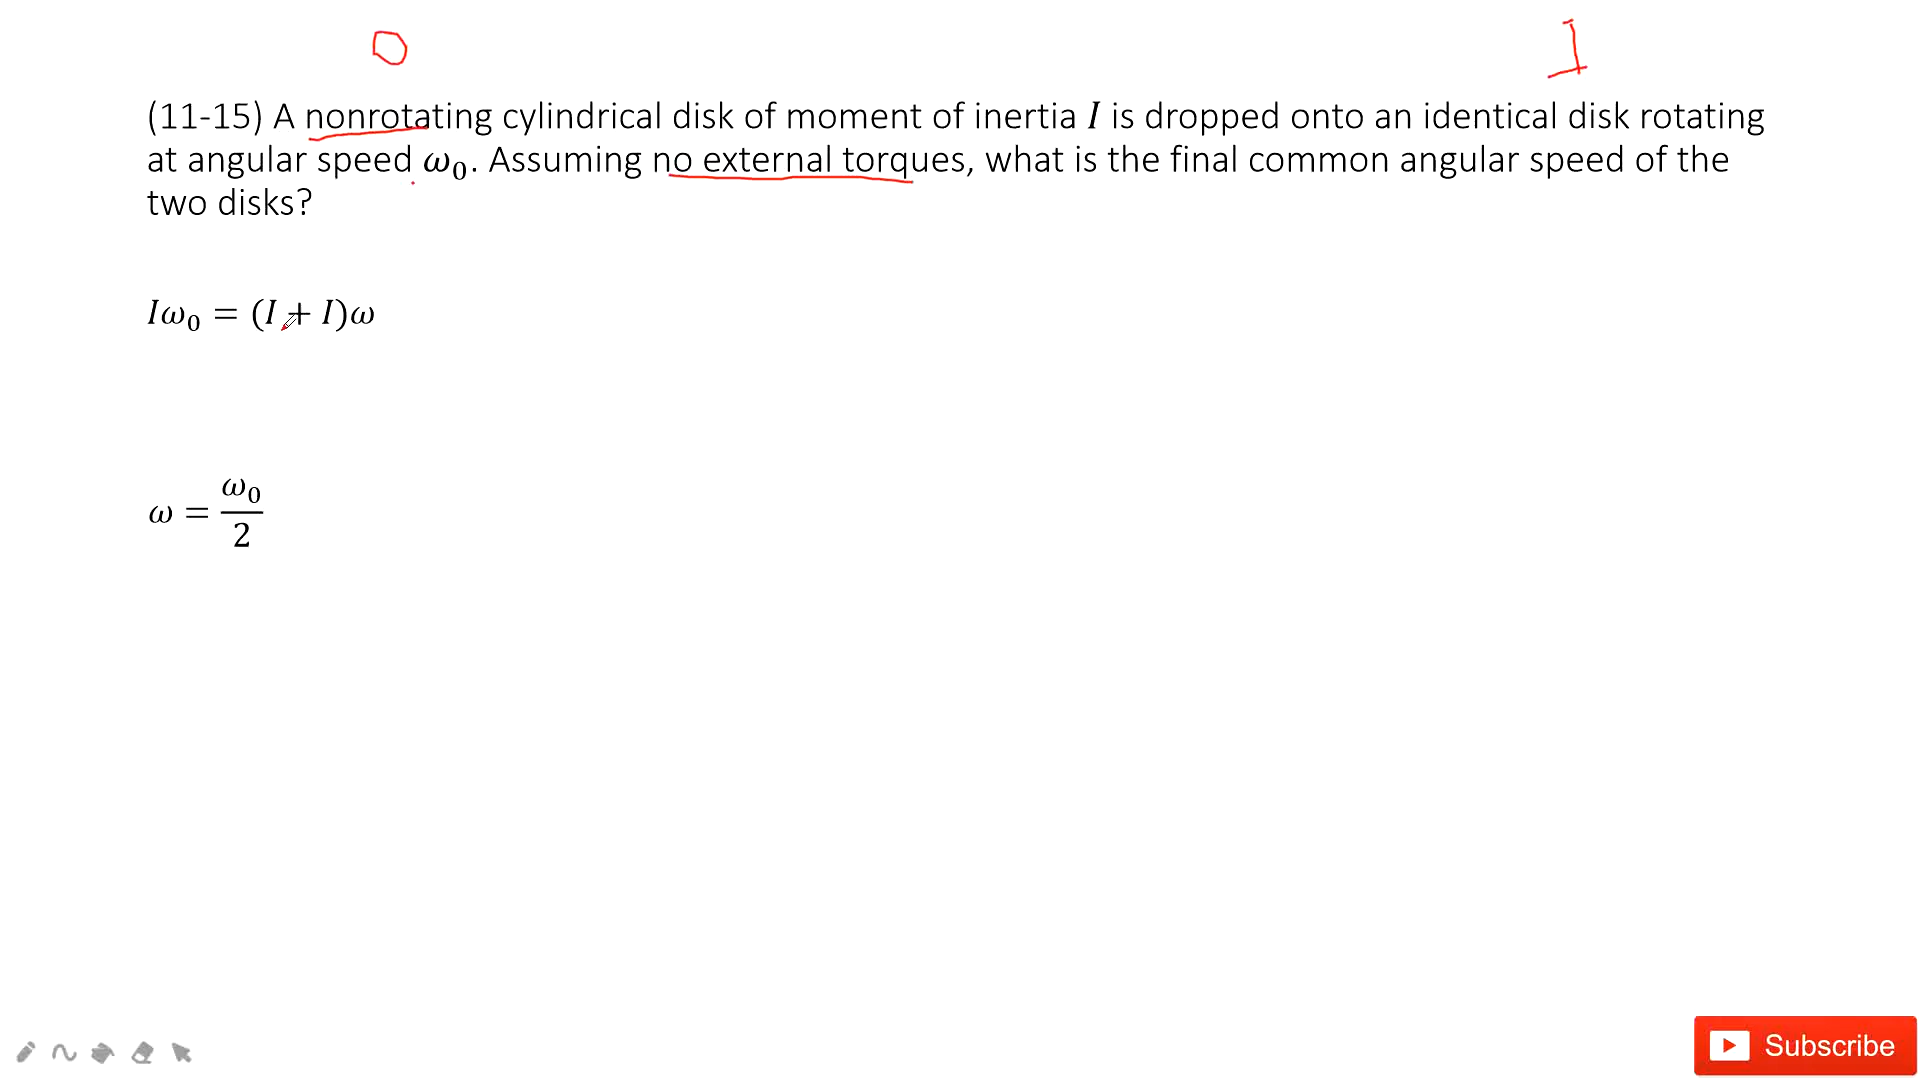 O I
(11-15) A nonrotating cylindrical disk of moment of inertia I is dropped onto an identical disk rotating
at angular speed ω₀. Assuming no external torques, what is the final common angular speed of the
two disks?
Iω₀ = (I + I)ω
ω = ω₀/2
Subscribe